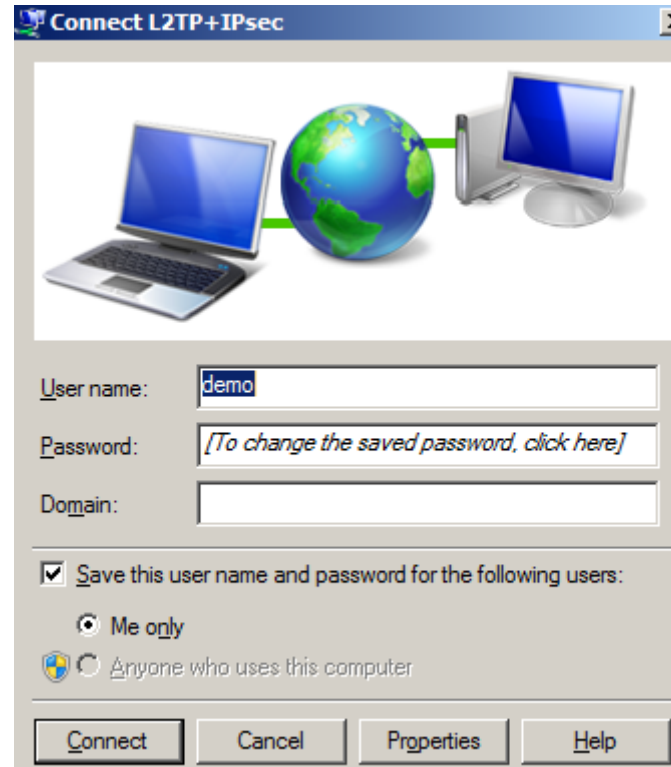 Connect L2TP+IPsec
User name:
demo
Password:
[To change the saved password, click here]
Domain:
Save this user name and password for the following users:
Me only
Anyone who uses this computer
Connect Cancel Properties Help